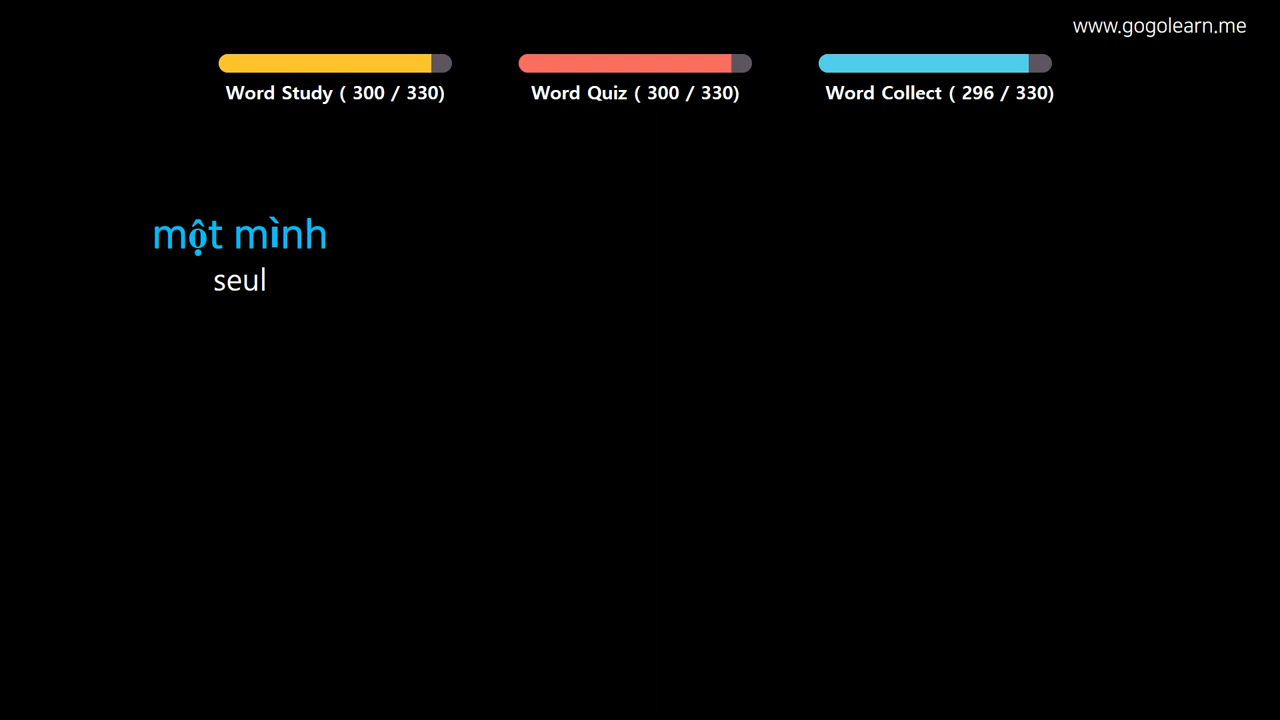 www.gogolearn.me
Word Study ( 300 / 330)
Word Quiz ( 300 / 330)
Word Collect ( 296 / 330)
một mình
seul